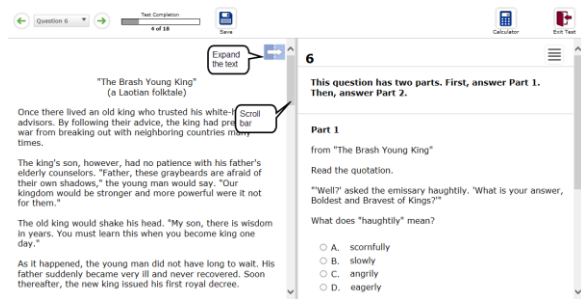 Question 6
Test Completion
4 of 18
Save
Calculator
Exit Test
Expand
the text
Scroll
bar
"The Brash Young King"
(a Laotian folktale)
Once there lived an old king who trusted his white-h
advisors. By following their advice, the king had pre
war from breaking out with neighboring countries many
times.
The king's son, however, had no patience with his father's
elderly counselors. "Father, these graybeards are afraid of
their own shadows," the young man would say. "Our
kingdom would be stronger and more powerful were it not
for them."
The old king would shake his head. "My son, there is wisdom
in years. You must learn this when you become king one
day."
As it happened, the young man did not have long to wait. His
father suddenly became very ill and never recovered. Soon
thereafter, the new king issued his first royal decree.
6
This question has two parts. First, answer Part 1.
Then, answer Part 2.
Part 1
from "The Brash Young King"
Read the quotation.
"'Well?' asked the emissary haughtily. 'What is your answer,
Boldest and Bravest of Kings?'"
What does "haughtily" mean?
A. scornfully
B. slowly
C. angrily
D. eagerly